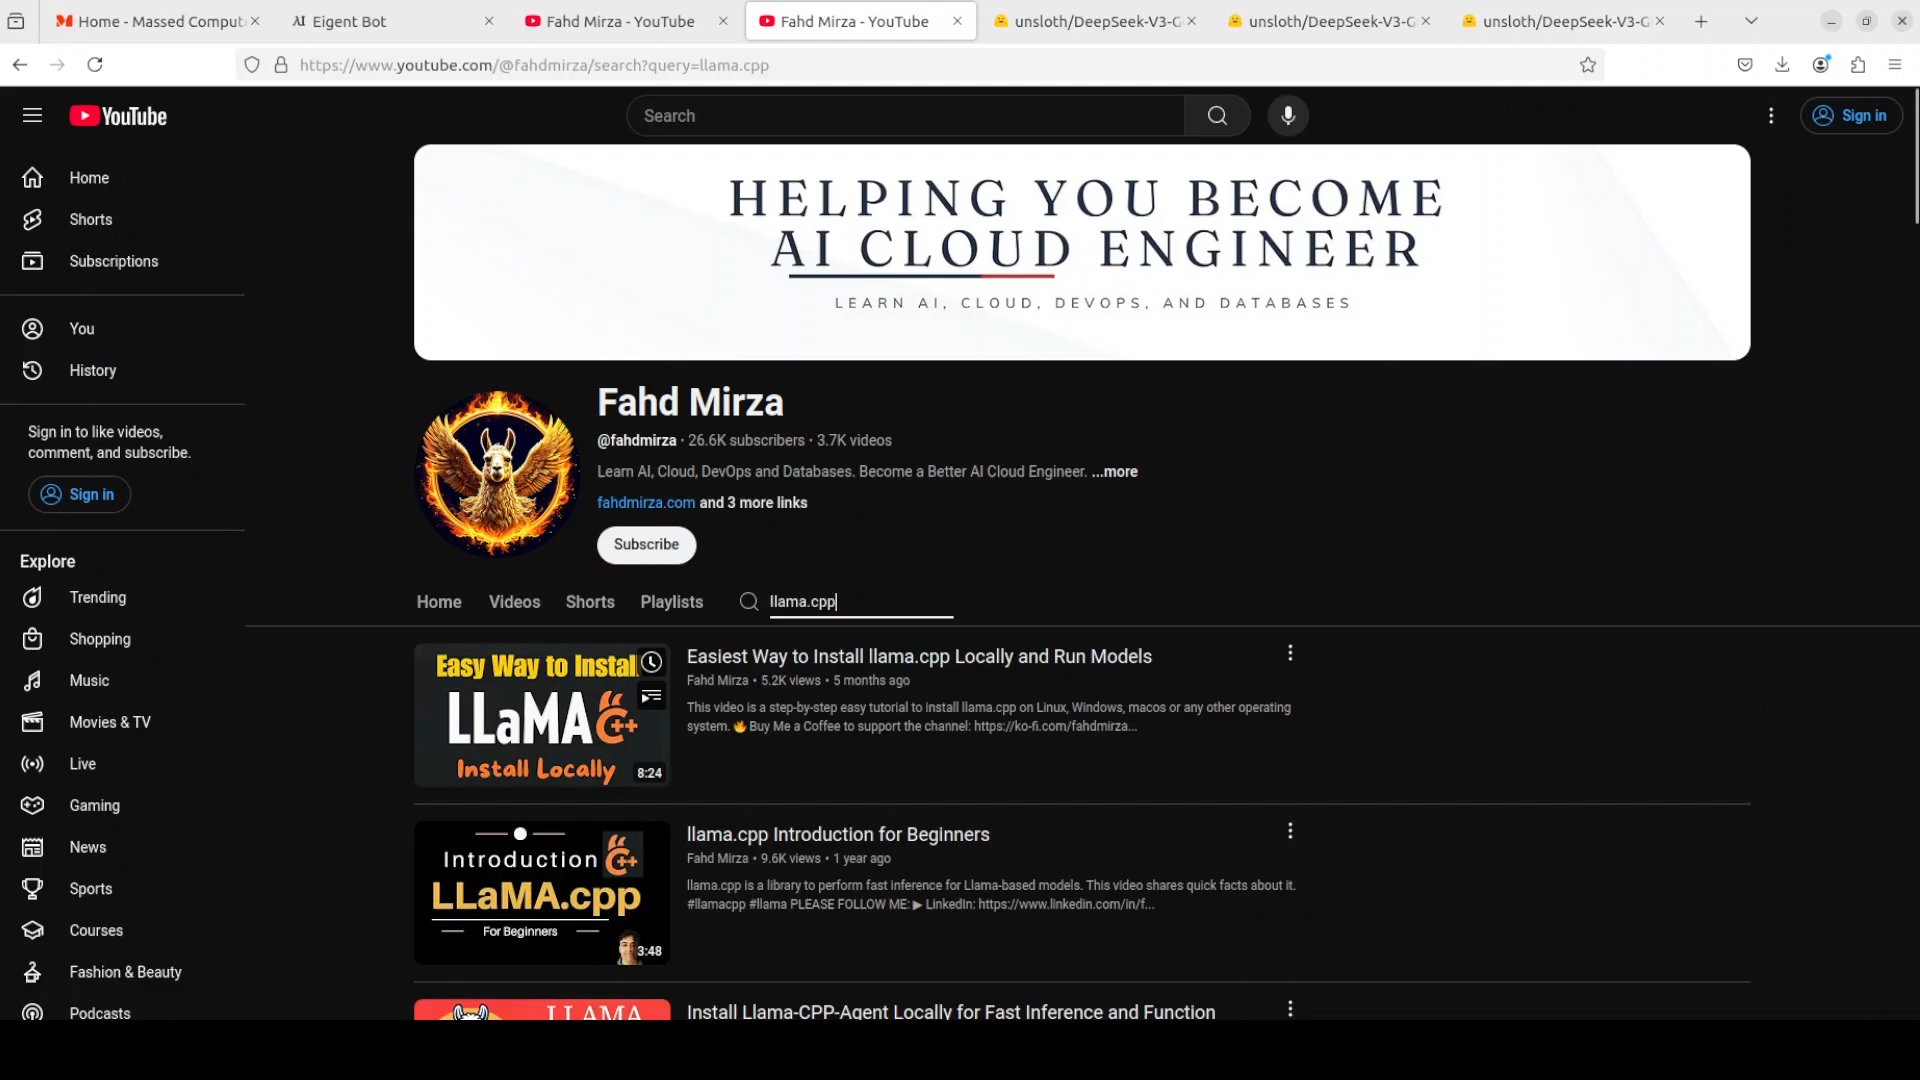 Home - Massed Comput
Eigent Bot
Fahd Mirza - YouTube
Fahd Mirza - YouTube
unsloth/DeepSeek-V3-G
unsloth/DeepSeek-V3-G
unsloth/DeepSeek-V3-G
https://www.youtube.com/@fahdmirza/search?query=llama.cpp
YouTube
Search
Sign in
Home
Shorts
Subscriptions
You
History
Sign in to like videos,
comment, and subscribe.
Sign in
Explore
Trending
Shopping
Music
Movies & TV
Live
Gaming
News
Sports
Courses
Fashion & Beauty
Podcasts
HELPING YOU BECOME
AI CLOUD ENGINEER
LEARN AI, CLOUD, DEVOPS, AND DATABASES
Fahd Mirza
@fahdmirza · 26.6K subscribers · 3.7K videos
Learn AI, Cloud, DevOps and Databases. Become a Better AI Cloud Engineer. ...more
fahdmirza.com and 3 more links
Subscribe
Home Videos Shorts Playlists llama.cpp
Easy Way to Instal
LLaMA C++
Install Locally
8:24
Easiest Way to Install llama.cpp Locally and Run Models
Fahd Mirza • 5.2K views • 5 months ago
This video is a step-by-step easy tutorial to install llama.cpp on Linux, Windows, macos or any other operating
system. 🔥 Buy Me a Coffee to support the channel: https://ko-fi.com/fahdmirza...
Introduction C++
LLaMA.cpp
For Beginners
3:48
llama.cpp Introduction for Beginners
Fahd Mirza • 9.6K views • 1 year ago
llama.cpp is a library to perform fast inference for Llama-based models. This video shares quick facts about it.
#llamacpp #llama PLEASE FOLLOW ME: ▶ LinkedIn: https://www.linkedin.com/in/f...
LLAMA
Install Llama-CPP-Agent Locally for Fast Inference and Function